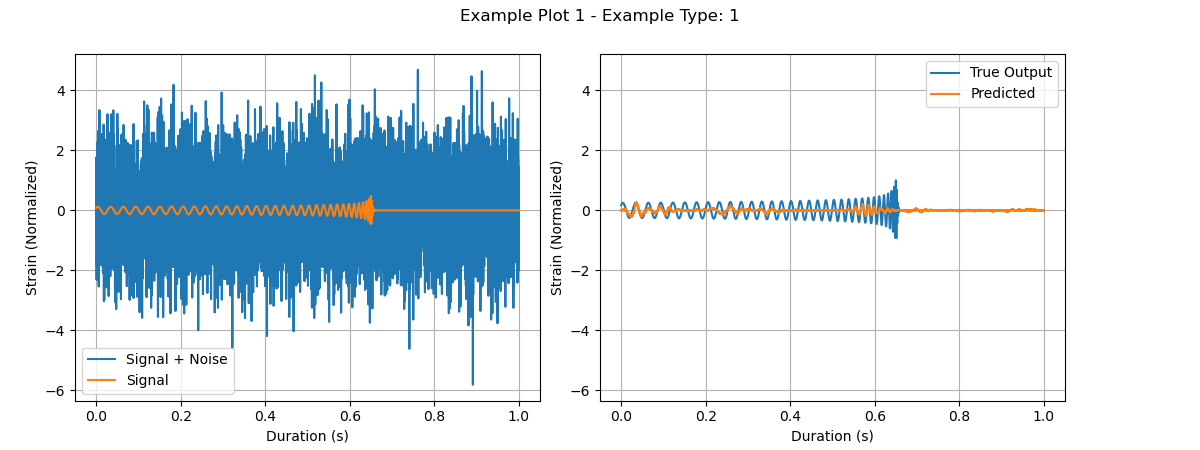 Example Plot 1 - Example Type: 1
Strain (Normalized)
4
2
0
−2
−4
−6
Signal + Noise
Signal
0.0 0.2 0.4 0.6 0.8 1.0
Duration (s)
Strain (Normalized)
4
2
0
−2
−4
−6
True Output
Predicted
0.0 0.2 0.4 0.6 0.8 1.0
Duration (s)